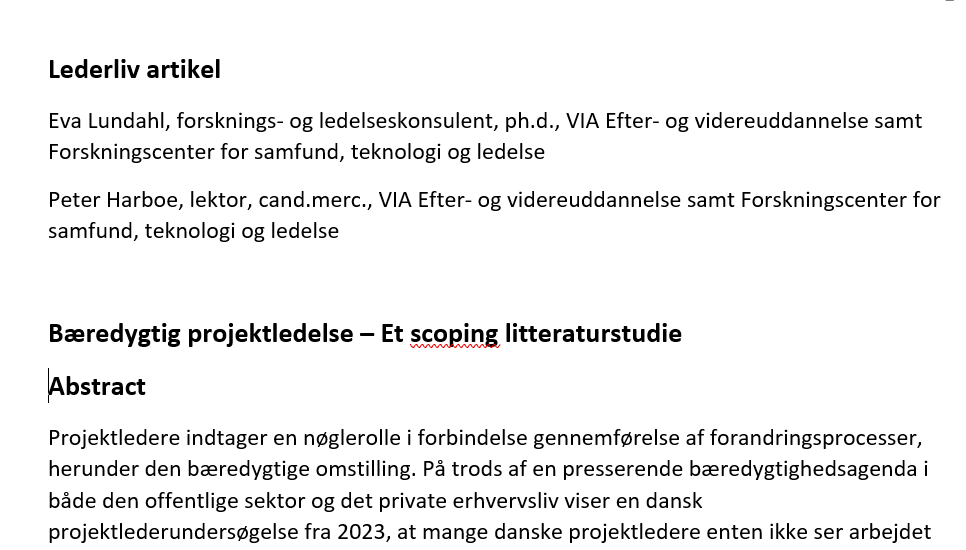 Lederliv artikel
Eva Lundahl, forsknings- og ledelseskonsulent, ph.d., VIA Efter- og videreuddannelse samt
Forskningscenter for samfund, teknologi og ledelse
Peter Harboe, lektor, cand.merc., VIA Efter- og videreuddannelse samt Forskningscenter for
samfund, teknologi og ledelse
Bæredygtig projektledelse – Et scoping litteraturstudie
Abstract
Projektledere indtager en nøglerolle i forbindelse gennemførelse af forandringsprocesser,
herunder den bæredygtige omstilling. På trods af en presserende bæredygtighedsagenda i
både den offentlige sektor og det private erhvervsliv viser en dansk
projektlederundersøgelse fra 2023, at mange danske projektledere enten ikke ser arbejdet